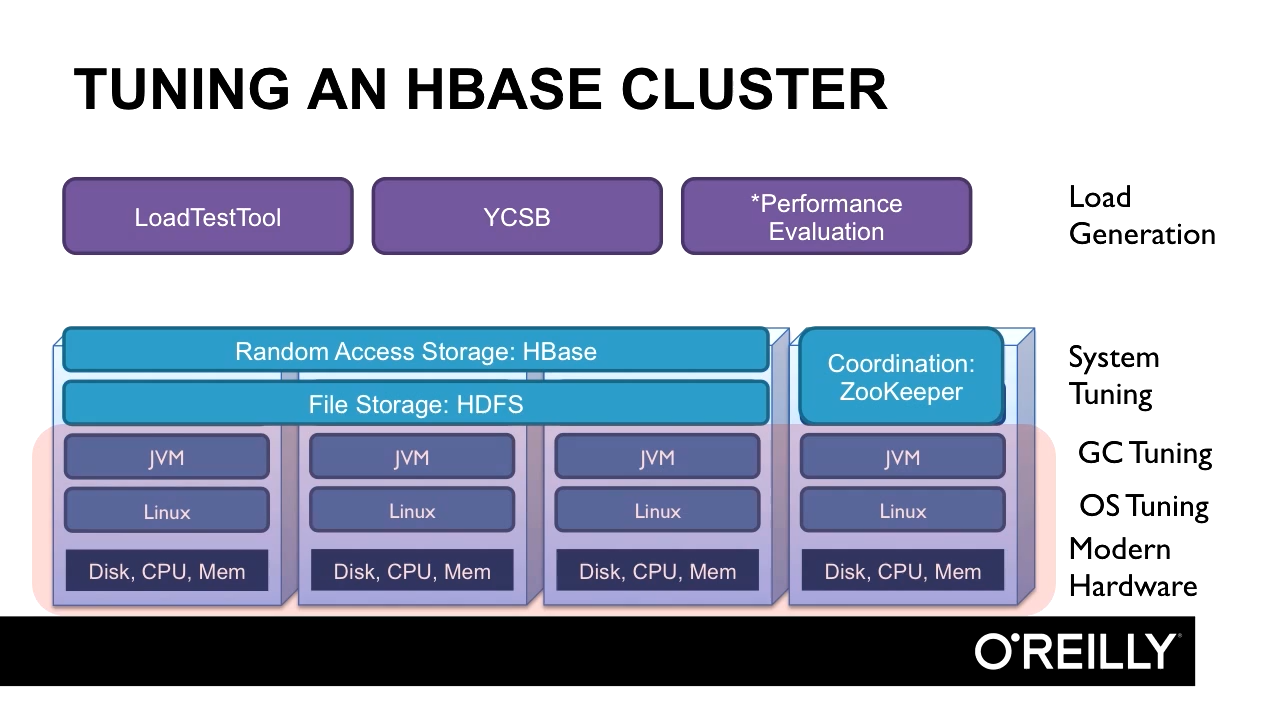 TUNING AN HBASE CLUSTER
LoadTestTool
YCSB
*Performance
Evaluation
Load
Generation
Random Access Storage: HBase
File Storage: HDFS
Coordination:
ZooKeeper
System
Tuning
JVM
JVM
JVM
JVM
GC Tuning
Linux
Linux
Linux
Linux
OS Tuning
Disk, CPU, Mem
Disk, CPU, Mem
Disk, CPU, Mem
Disk, CPU, Mem
Modern
Hardware
O'REILLY®